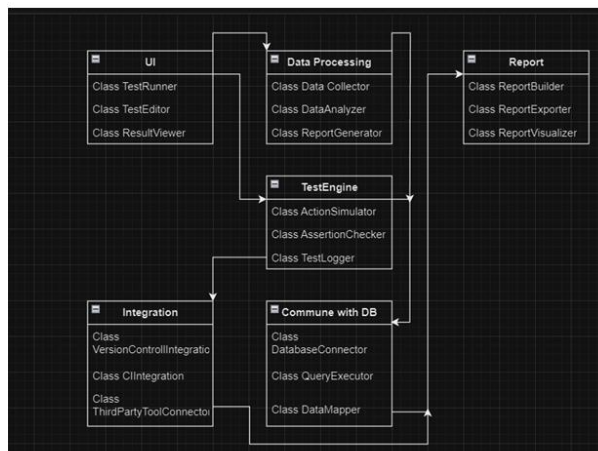 UI
Class TestRunner
Class TestEditor
Class ResultViewer
Data Processing
Class Data Collector
Class DataAnalyzer
Class ReportGenerator
Report
Class ReportBuilder
Class ReportExporter
Class ReportVisualizer
TestEngine
Class ActionSimulator
Class AssertionChecker
Class TestLogger
Integration
Class
VersionControlIntegratio
Class CIIntegration
Class
ThirdPartyToolConnector
Commune with DB
Class
DatabaseConnector
Class QueryExecutor
Class DataMapper